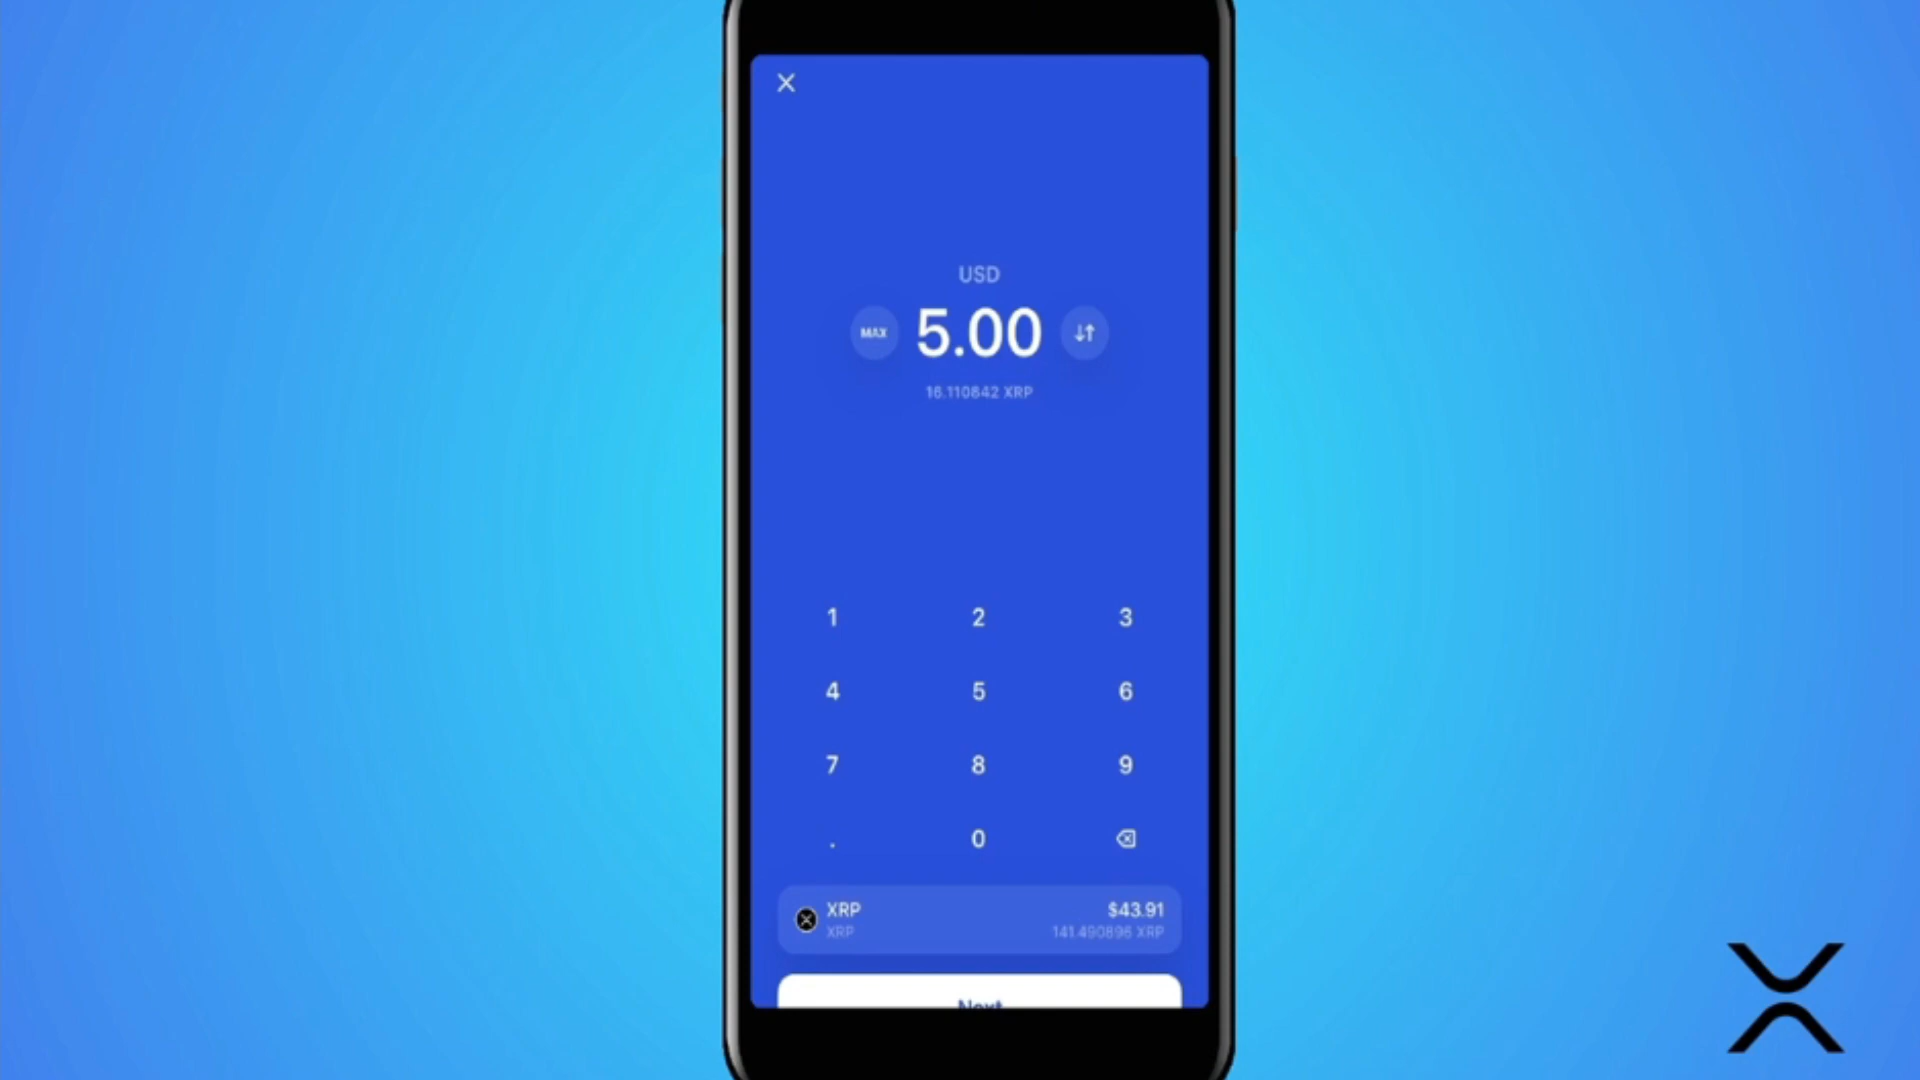 USD
MAX 5.00
16.110842 XRP
1 2 3
4 5 6
7 8 9
. 0
XRP $43.91
XRP 141.490896 XRP
Next